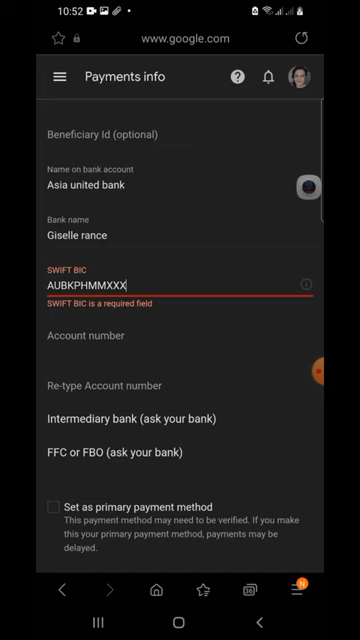 10:52
www.google.com
Payments info
Beneficiary Id (optional)
Name on bank account
Asia united bank
Bank name
Giselle rance
SWIFT BIC
AUBKPHMMXXX
SWIFT BIC is a required field
Account number
Re-type Account number
Intermediary bank (ask your bank)
FFC or FBO (ask your bank)
Set as primary payment method
This payment method may need to be verified. If you make
this your primary payment method, payments may be
delayed.
36
N